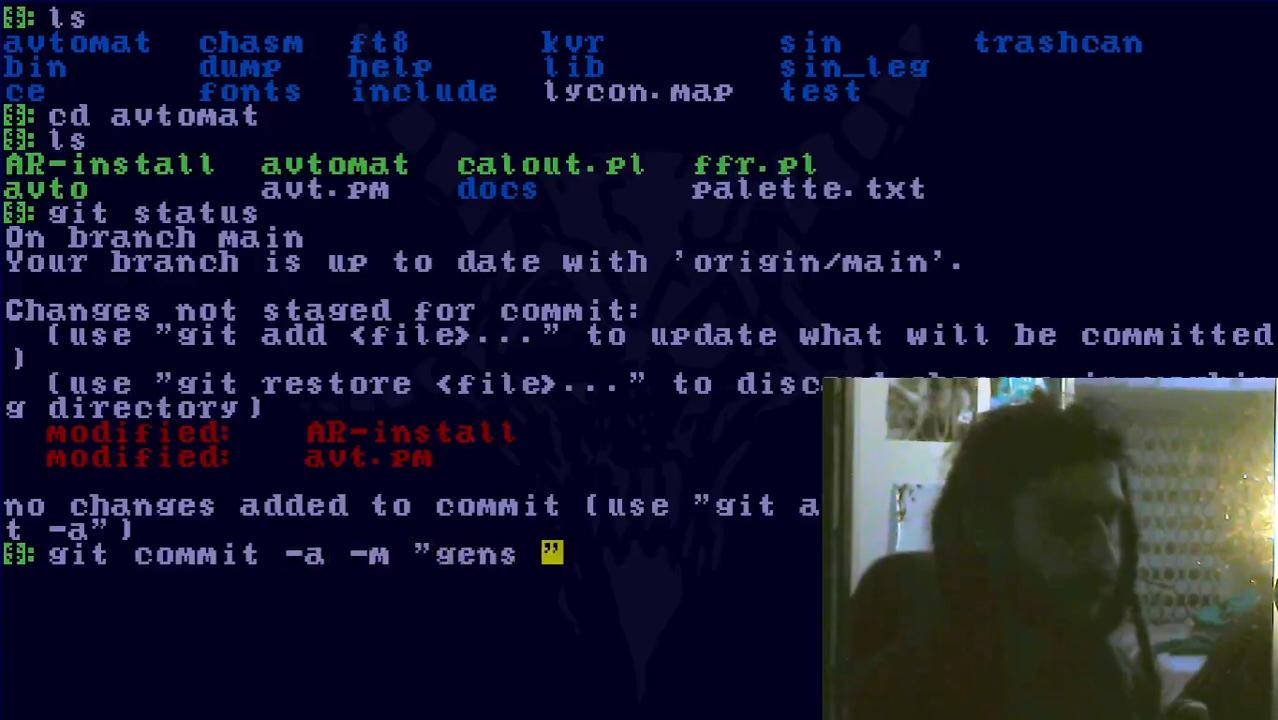 : ls
avtomat chasm ft8 kvr sin trashcan
bin dump help lib sin_leg
ce fonts include lycon.map test
: cd avtomat
: ls
AR-install avtomat calout.pl ffr.pl
avto avt.pm docs palette.txt
: git status
On branch main
Your branch is up to date with 'origin/main'.
Changes not staged for commit:
(use "git add <file>..." to update what will be committed
)
(use "git restore <file>..." to
g directory)
modified: AR-install
modified: avt.pm
no changes added to commit (use "git a
t -a")
: git commit -a -m "gens "